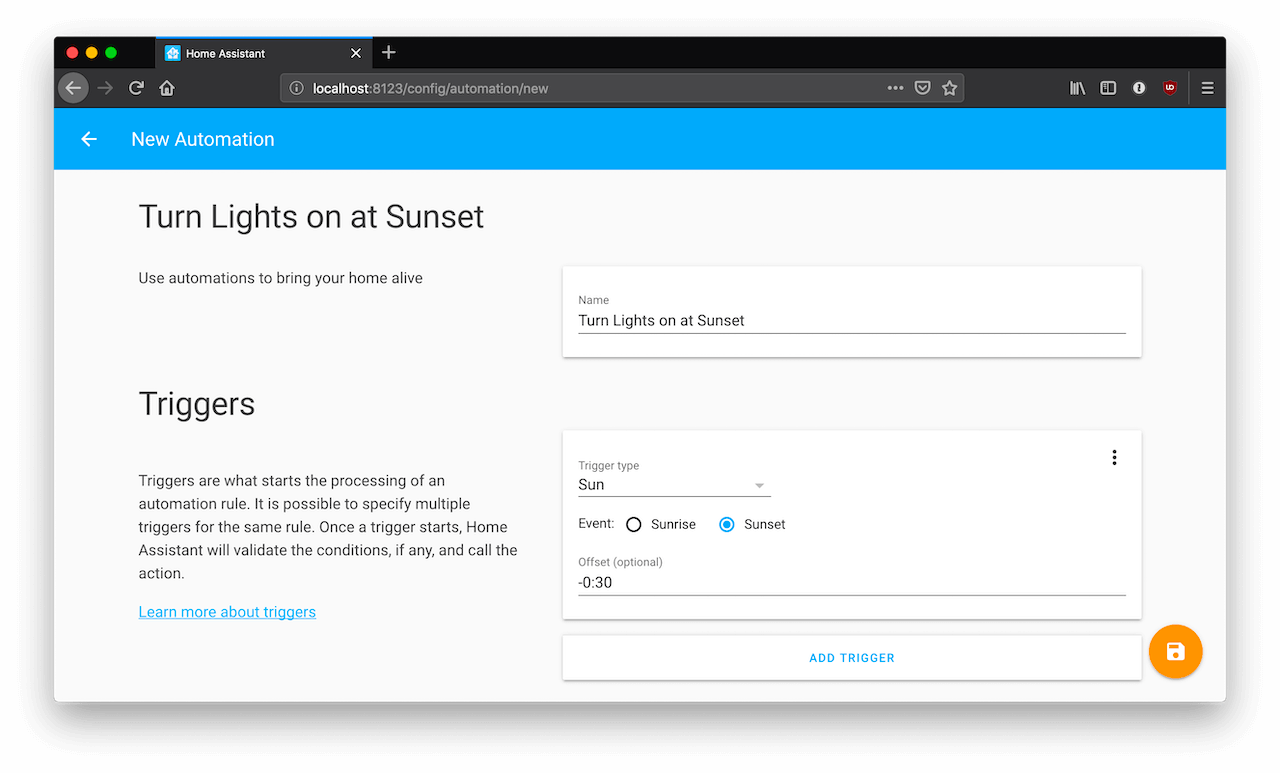 Home Assistant
localhost:8123/config/automation/new
New Automation
Turn Lights on at Sunset
Use automations to bring your home alive
Name
Turn Lights on at Sunset
Triggers
Triggers are what starts the processing of an
automation rule. It is possible to specify multiple
triggers for the same rule. Once a trigger starts, Home
Assistant will validate the conditions, if any, and call the
action.
Learn more about triggers
Trigger type
Sun
Event: Sunrise Sunset
Offset (optional)
-0:30
ADD TRIGGER